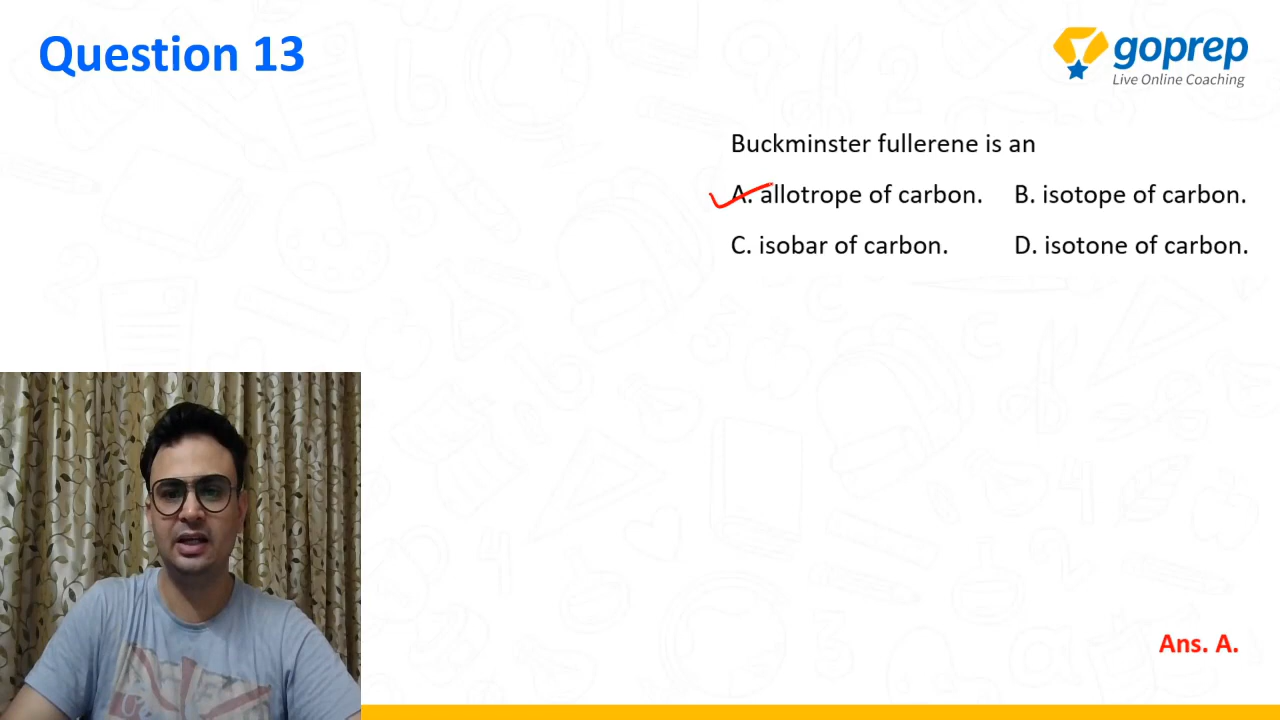 Question 13
goprep
Live Online Coaching
Buckminster fullerene is an
A. allotrope of carbon. B. isotope of carbon.
C. isobar of carbon. D. isotone of carbon.
Ans. A.